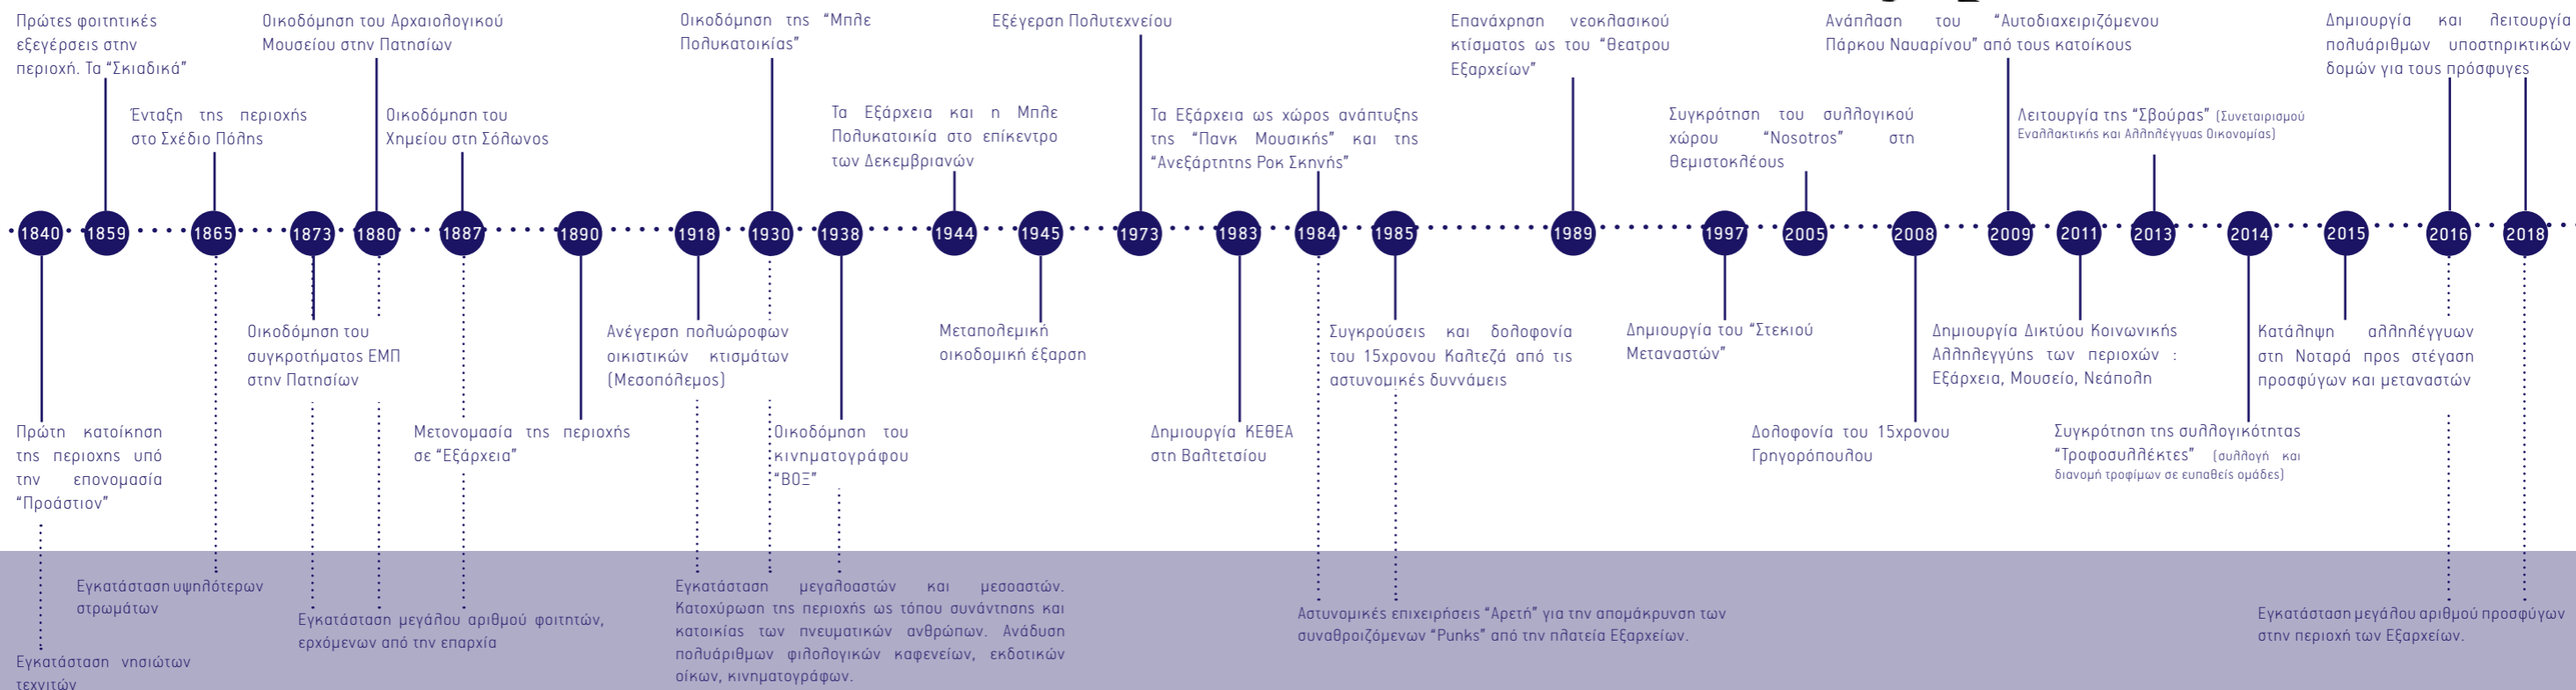 Πρώτες φοιτητικές
εξεγέρσεις στην
περιοχή. Τα “Σκιαδικά”
Οικοδόμηση του Αρχαιολογικού
Μουσείου στην Πατησίων
Οικοδόμηση της “Μπλε
Πολυκατοικίας”
Εξέγερση Πολυτεχνείου
Επανάχρηση νεοκλασικού
κτίσματος ως του “Θεατρου
Εξαρχείων”
Ανάπλαση του “Αυτοδιαχειριζόμενου
Πάρκου Ναυαρίνου” από τους κατοίκους
Δημιουργία και λειτουργία
πολυάριθμων υποστηρικτικών
δομών για τους πρόσφυγες
Ένταξη της περιοχής
στο Σχέδιο Πόλης
Οικοδόμηση του
Χημείου στη Σόλωνος
Τα Εξάρχεια και η Μπλε
Πολυκατοικία στο επίκεντρο
των Δεκεμβριανών
Τα Εξάρχεια ως χώρος ανάπτυξης
της “Πανκ Μουσικής” και της
“Ανεξάρτητης Ροκ Σκηνής”
Συγκρότηση του συλλογικού
χώρου “Nosotros” στη
Θεμιστοκλέους
Λειτουργία της “Σβούρας” (Συνεταιρισμού
Εναλλακτικής και Αλληλέγγυας Οικονομίας)
1840 1859 1865 1873 1880 1887 1890 1918 1930 1938 1944 1945 1973 1983 1984 1985 1989 1997 2005 2008 2009 2011 2013 2014 2015 2016 2018
Οικοδόμηση του
συγκροτήματος ΕΜΠ
στην Πατησίων
Ανέγερση πολυώροφων
οικιστικών κτισμάτων
(Μεσοπόλεμος)
Μεταπολεμική
οικοδομική έξαρση
Συγκρούσεις και δολοφονία
του 15χρονου Καλτεζά από τις
αστυνομικές δυννάμεις
Δημιουργία του “Στεκιού
Μεταναστών”
Δημιουργία Δικτύου Κοινωνικής
Αλληλεγγύης των περιοχών :
Εξάρχεια, Μουσείο, Νεάπολη
Κατάληψη αλληλέγγυων
στη Νοταρά προς στέγαση
προσφύγων και μεταναστών
Πρώτη κατοίκηση
της περιοχης υπό
την επονομασία
“Προάστιον”
Μετονομασία της περιοχής
σε “Εξάρχεια”
Οικοδόμηση του
κινηματογράφου
“ΒΟΞ”
Δημιουργία ΚΕΘΕΑ
στη Βαλτετσίου
Δολοφονία του 15χρονου
Γρηγορόπουλου
Συγκρότηση της συλλογικότητας
“Τροφοσυλλέκτες” (συλλογή και
διανομή τροφίμων σε ευπαθείς ομάδες)
Εγκατάσταση υψηλότερων
στρωμάτων
Εγκατάσταση μεγάλου αριθμού φοιτητών,
ερχόμενων από την επαρχία
Εγκατάσταση μεγαλοαστών και μεσοαστών.
Κατοχύρωση της περιοχής ως τόπου συνάντησης και
κατοικίας των πνευματικών ανθρώπων. Ανάδυση
πολυάριθμων φιλολογικών καφενείων, εκδοτικών
οίκων, κινηματογράφων.
Αστυνομικές επιχειρήσεις “Αρετή” για την απομάκρυνση των
συναθροιζόμενων “Punks” από την πλατεία Εξαρχείων.
Εγκατάσταση μεγάλου αριθμού προσφύγων
στην περιοχή των Εξαρχείων.
Εγκατάσταση νησιώτων
τεχνιτών